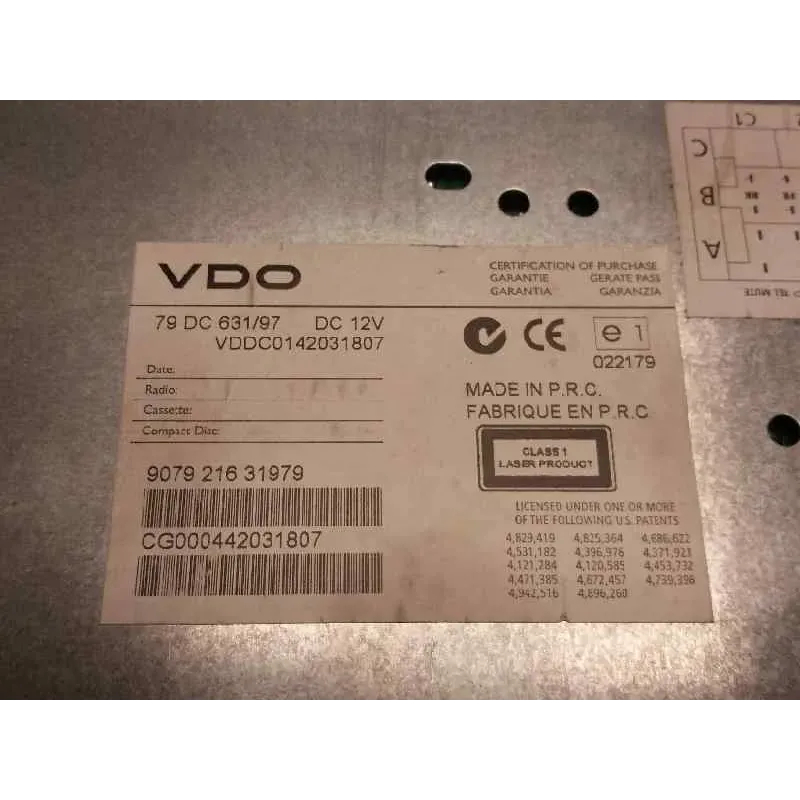 VDO
CERTIFICATION OF PURCHASE
GARANTIE GERATE PASS
GARANTIA GARANZIA
79 DC 631/97 DC 12V
VDDC0142031807
Date:
Radio:
Cassette:
Compact Disc:
CE
e 1
022179
MADE IN P.R.C.
FABRIQUE EN P.R.C
CLASS 1
LASER PRODUCT
9079 216 31979
CG000442031807
LICENSED UNDER ONE OR MORE
OF THE FOLLOWING U.S. PATENTS
4,829,419 4,825,364 4,686,622
4,531,182 4,396,976 4,371,923
4,121,284 4,120,585 4,453,732
4,471,385 4,672,457 4,739,396
4,942,516 4,896,260
C1
C
B
A
TEL MUTE